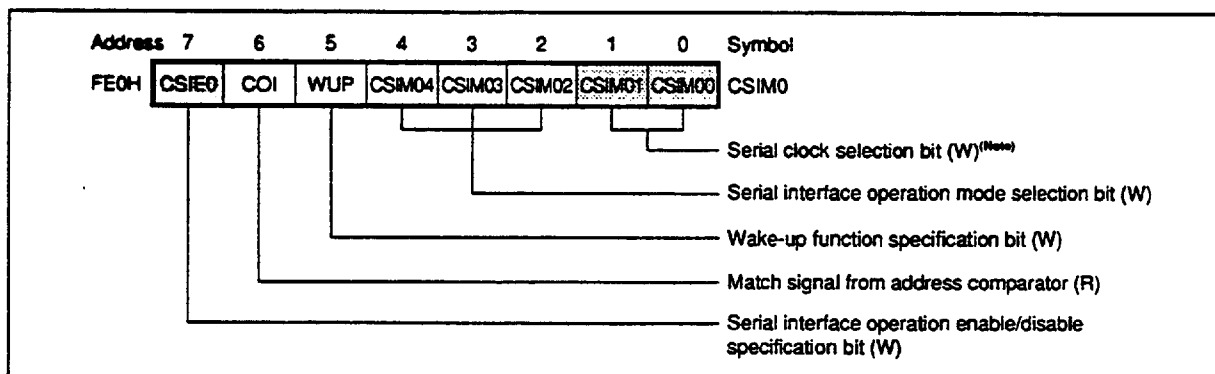 Address 7 6 5 4 3 2 1 0 Symbol
FE0H CSIE0 COI WUP CSIM04 CSIM03 CSIM02 CSIM01 CSIM00 CSIM0
Serial clock selection bit (W)(Note)
Serial interface operation mode selection bit (W)
Wake-up function specification bit (W)
Match signal from address comparator (R)
Serial interface operation enable/disable
specification bit (W)